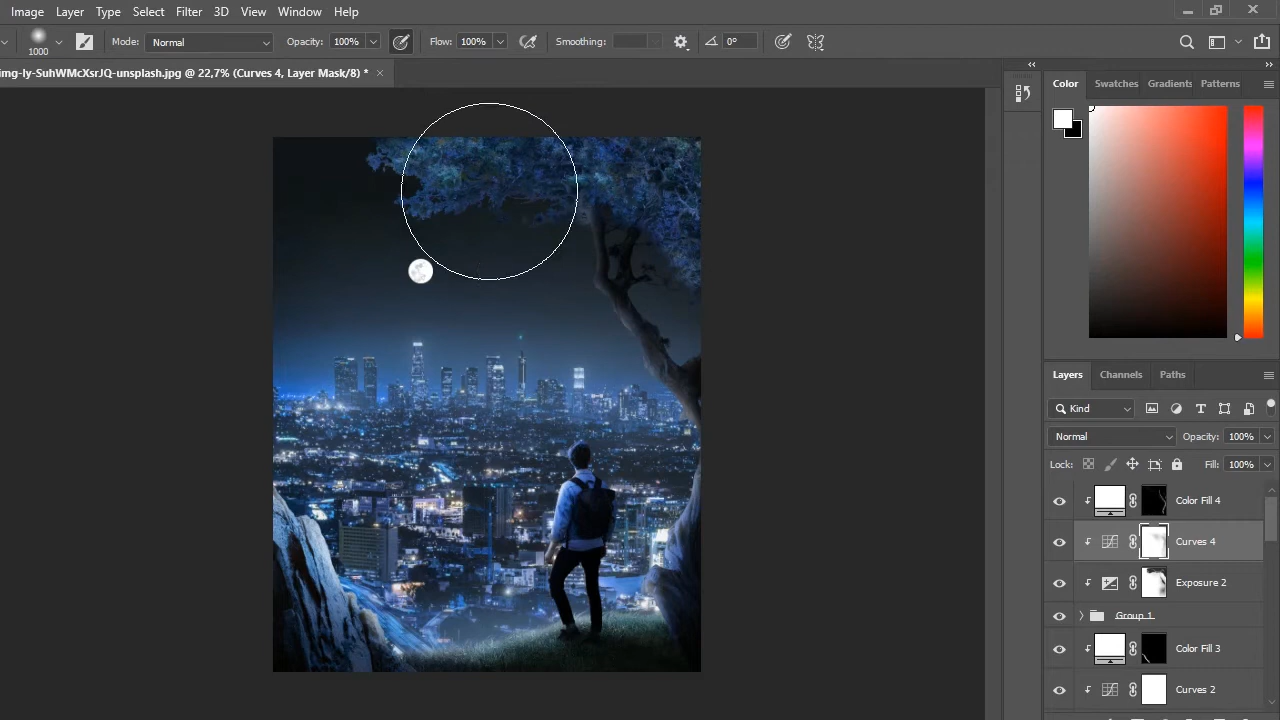 Image Layer Type Select Filter 3D View Window Help
1000 Mode: Normal Opacity: 100% Flow: 100% Smoothing: 0°
img-ly-SuhWMcXsrJQ-unsplash.jpg @ 22,7% (Curves 4, Layer Mask/8) *
Color Swatches Gradients Patterns
Layers Channels Paths
Kind
Normal Opacity: 100%
Lock: Fill: 100%
Color Fill 4
Curves 4
Exposure 2
Group 1
Color Fill 3
Curves 2